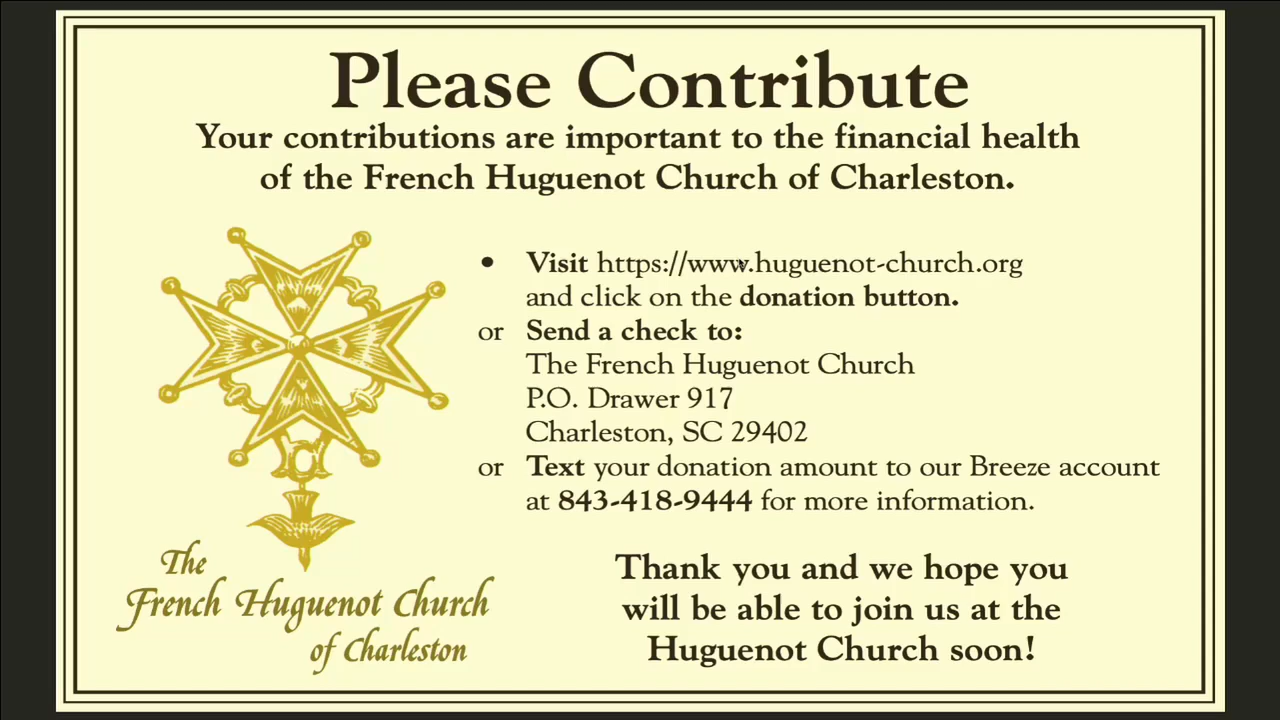 Please Contribute
Your contributions are important to the financial health
of the French Huguenot Church of Charleston.
• Visit https://www.huguenot-church.org
and click on the donation button.
or Send a check to:
The French Huguenot Church
P.O. Drawer 917
Charleston, SC 29402
or Text your donation amount to our Breeze account
at 843-418-9444 for more information.
The
French Huguenot Church
of Charleston
Thank you and we hope you
will be able to join us at the
Huguenot Church soon!